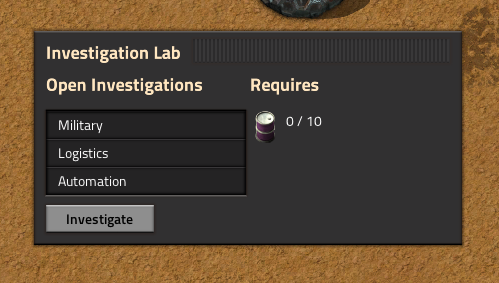 Investigation Lab
Open Investigations
Requires
Military
0 / 10
Logistics
Automation
Investigate